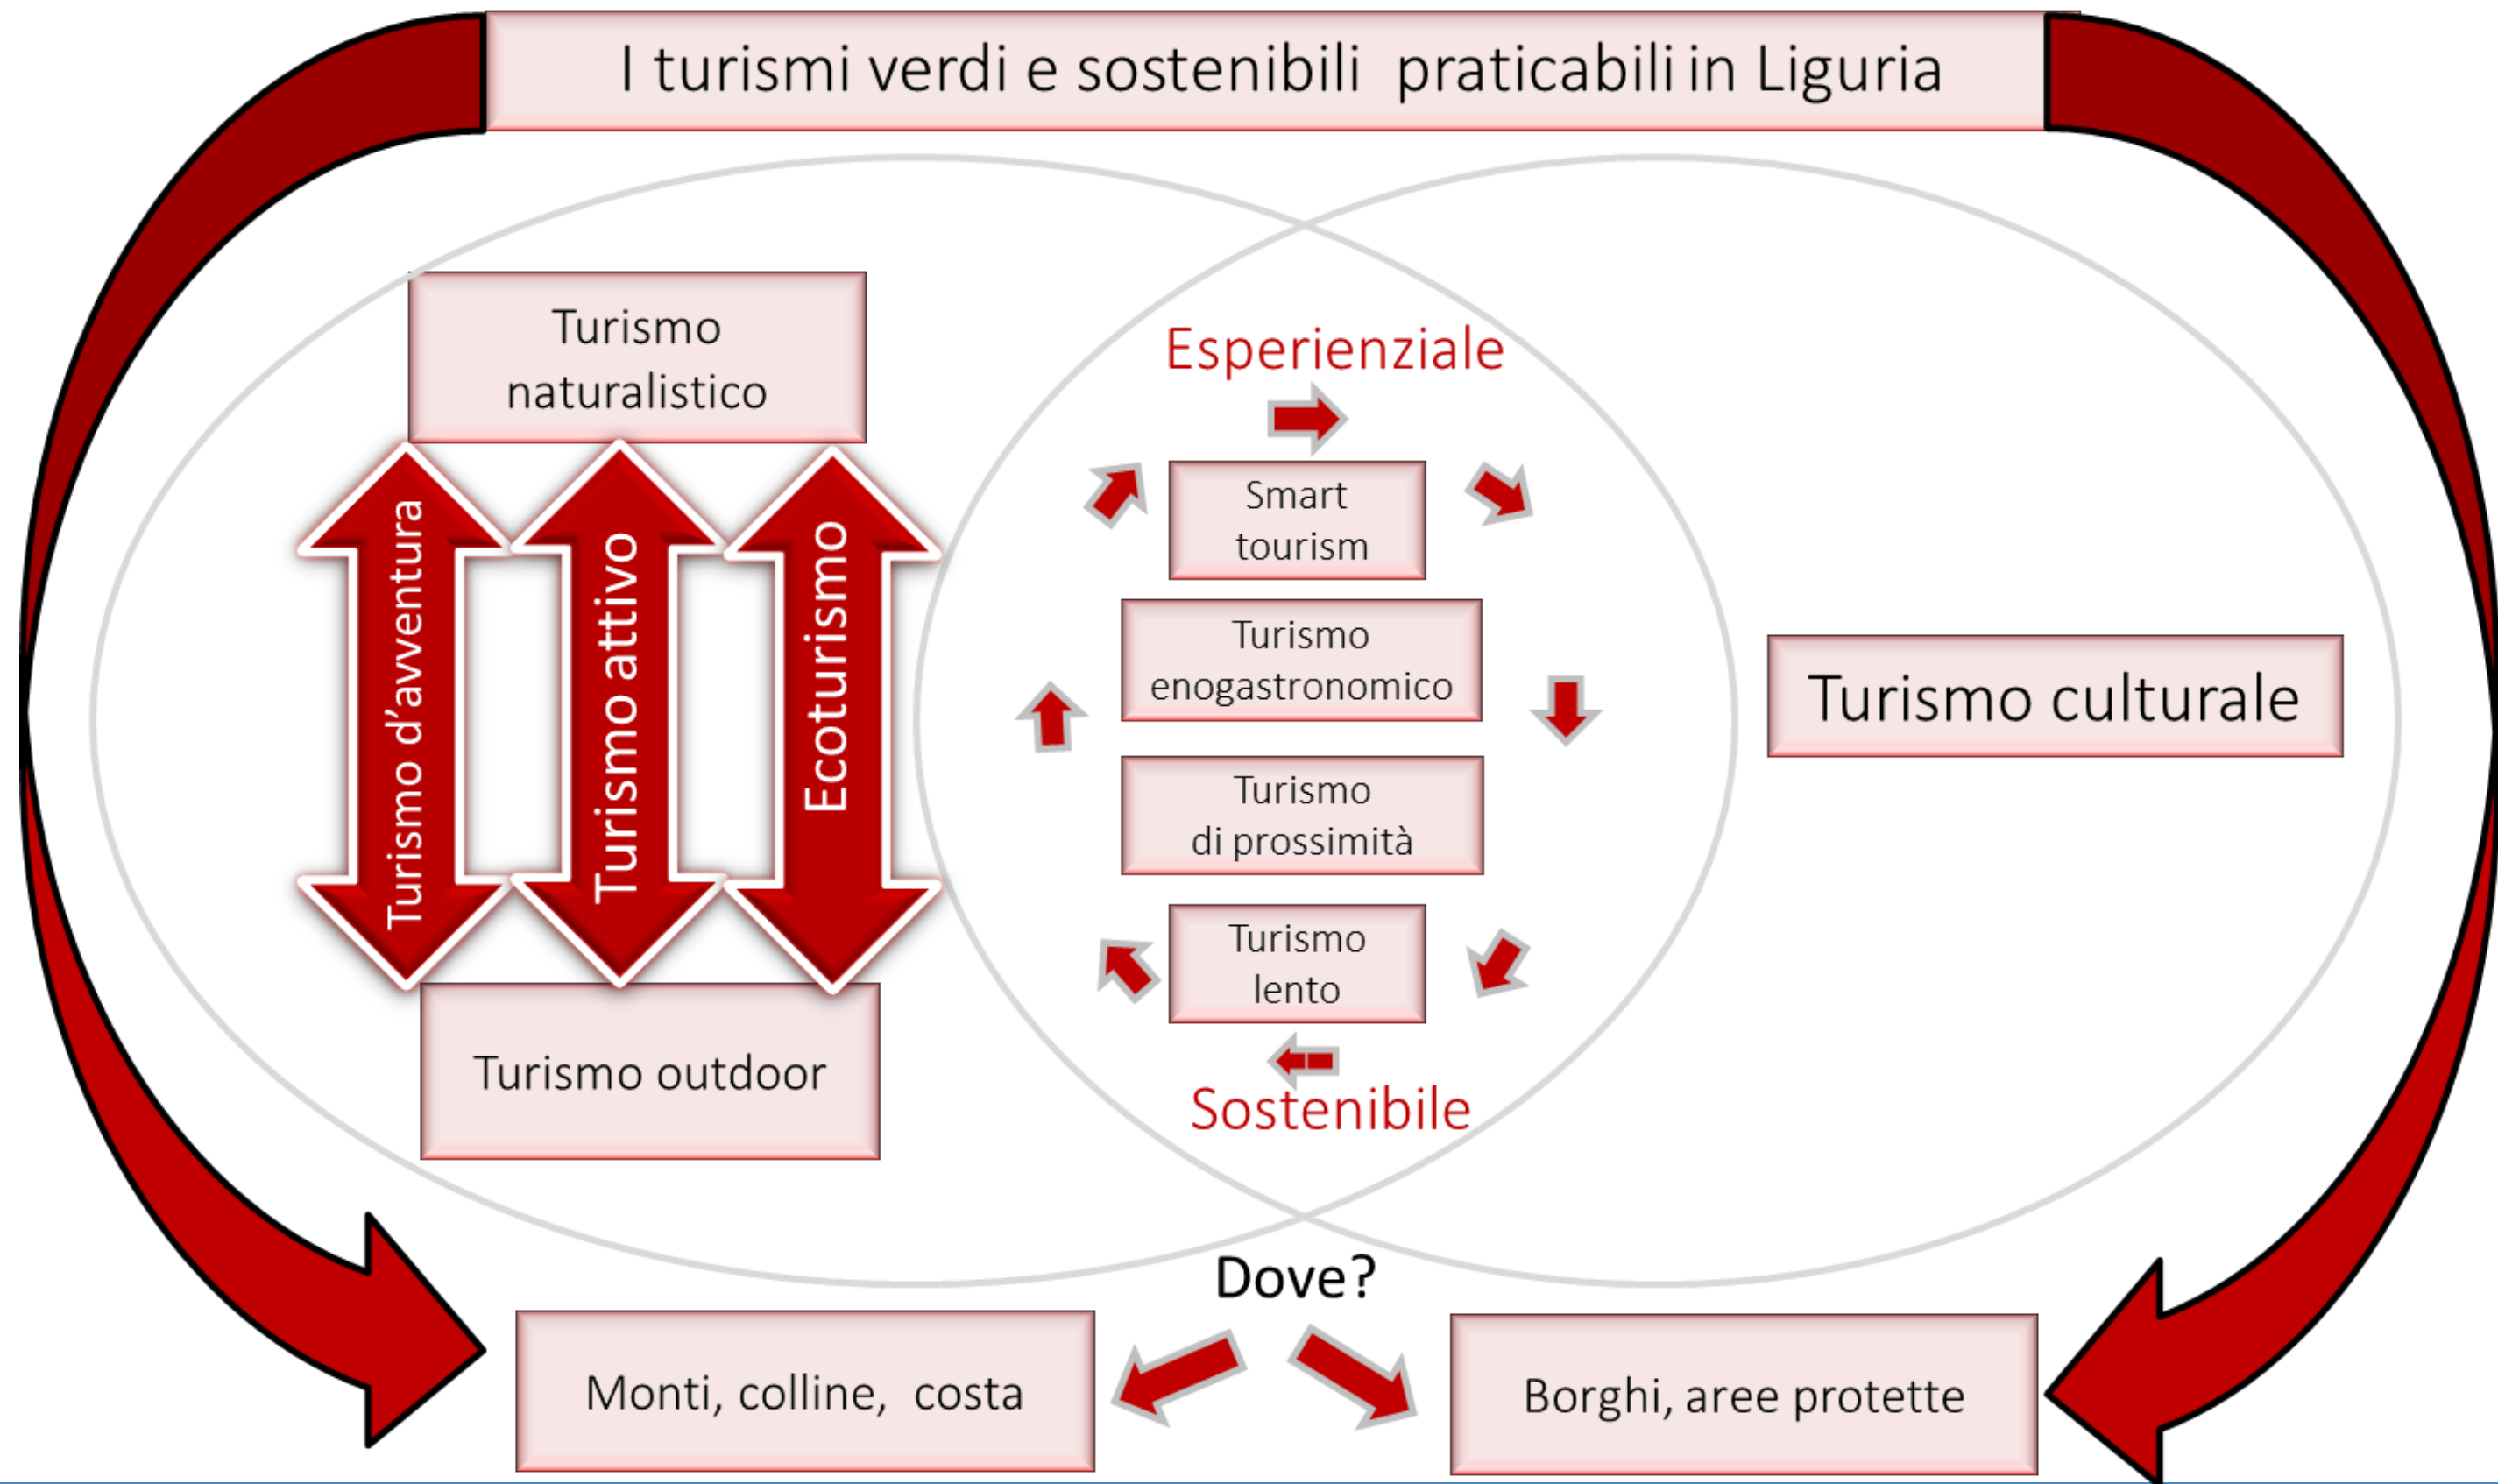 I turismi verdi e sostenibili praticabili in Liguria
Turismo
naturalistico
Turismo d'avventura
Turismo attivo
Ecoturismo
Turismo outdoor
Esperienziale
Smart
tourism
Turismo
enogastronomico
Turismo
di prossimità
Turismo
lento
Sostenibile
Turismo culturale
Dove?
Monti, colline, costa
Borghi, aree protette